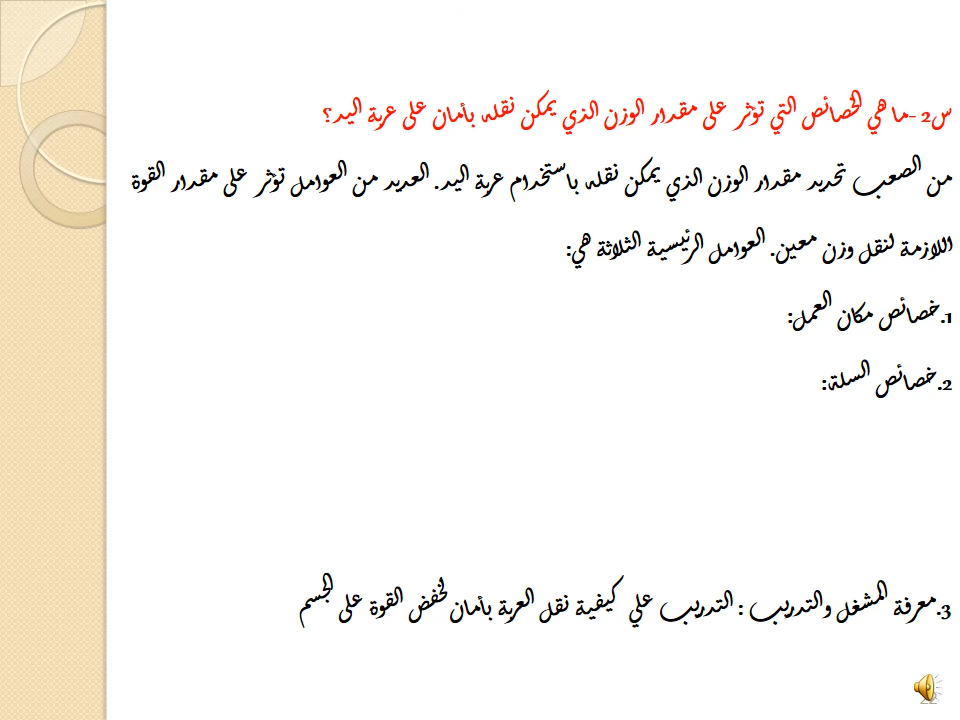 س2 -ما هي الخصائص التي تؤثر على مقدار الوزن الذي يمكن نقله بأمان على عربة اليد؟
من الصعب تحديد مقدار الوزن الذي يمكن نقله باستخدام عربة اليد. العديد من العوامل تؤثر على مقدار القوة
اللازمة لنقل وزن معين. العوامل الرئيسية الثلاثة هي:
1.خصائص مكان العمل:
2.خصائص السلة:
3.معرفة المشغل والتدريب : التدريب علي كيفية نقل العربة بأمان لخفض القوة على الجسم
22